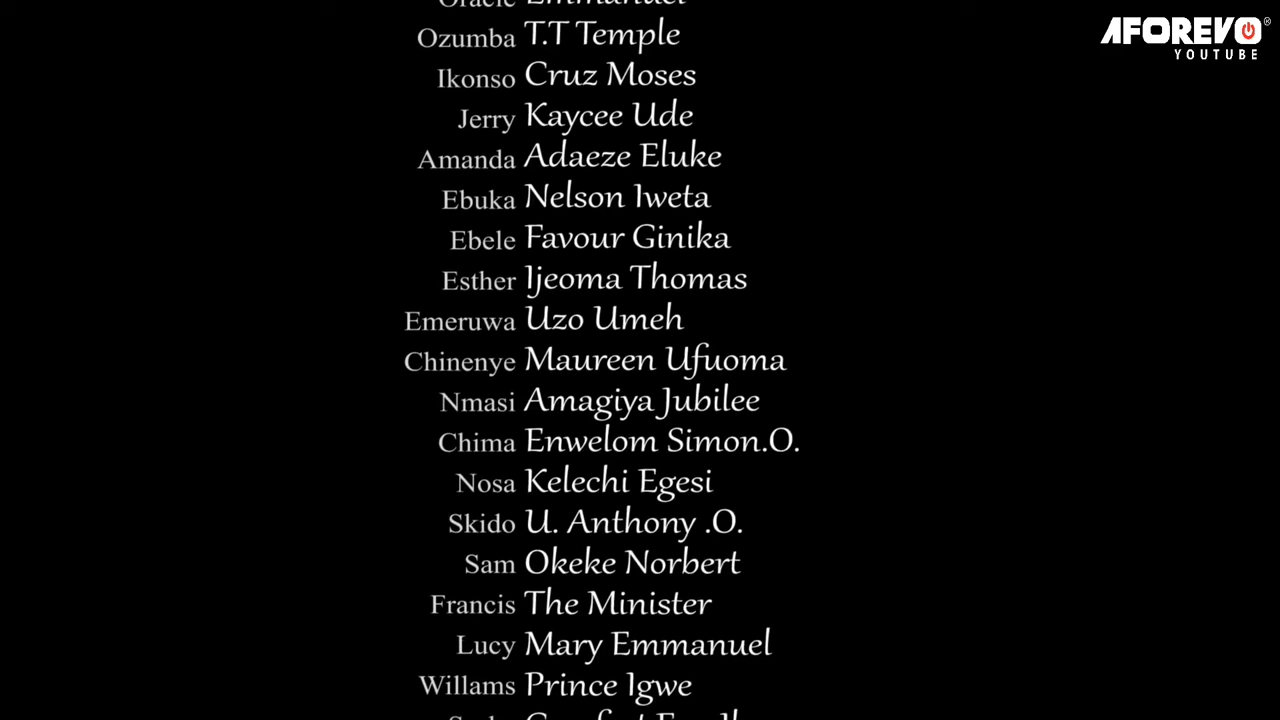 AFOREVO®
YOUTUBE
Oracle Emmanuel
Ozumba T.T Temple
Ikonso Cruz Moses
Jerry Kaycee Ude
Amanda Adaeze Eluke
Ebuka Nelson Iweta
Ebele Favour Ginika
Esther Ijeoma Thomas
Emeruwa Uzo Umeh
Chinenye Maureen Ufuoma
Nmasi Amagiya Jubilee
Chima Enwelom Simon.O.
Nosa Kelechi Egesi
Skido U. Anthony .O.
Sam Okeke Norbert
Francis The Minister
Lucy Mary Emmanuel
Willams Prince Igwe